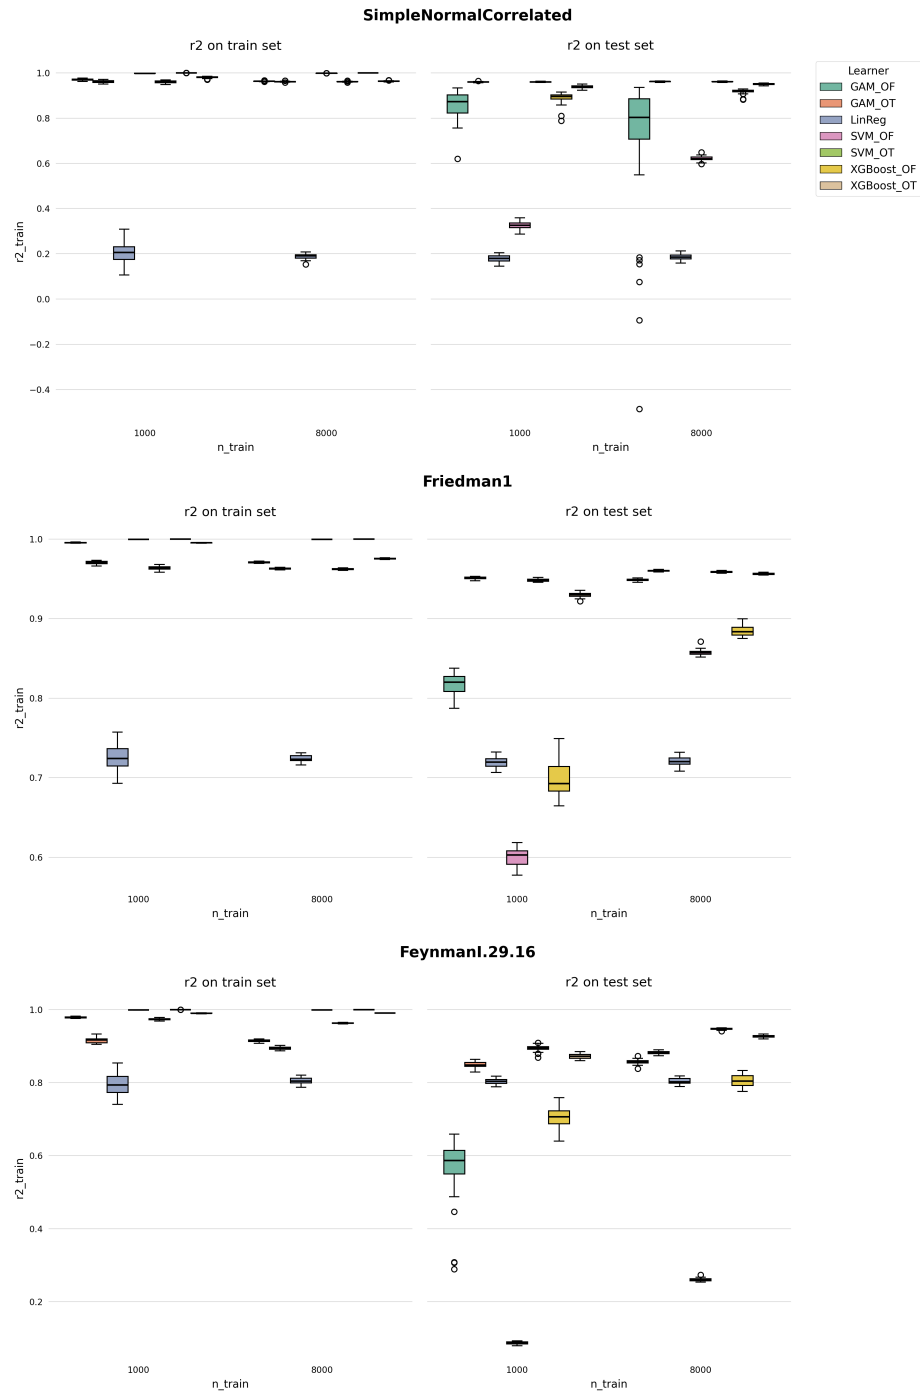 SimpleNormalCorrelated
r2 on train set
r2 on test set
1.0
0.8
0.6
0.4
0.2
0.0
−0.2
−0.4
r2_train
1000
8000
n_train
1000
8000
n_train
Learner
GAM_OF
GAM_OT
LinReg
SVM_OF
SVM_OT
XGBoost_OF
XGBoost_OT
Friedman1
r2 on train set
r2 on test set
1.0
0.9
0.8
0.7
0.6
r2_train
1000
8000
n_train
1000
8000
n_train
FeynmanI.29.16
r2 on train set
r2 on test set
1.0
0.8
0.6
0.4
0.2
r2_train
1000
8000
n_train
1000
8000
n_train